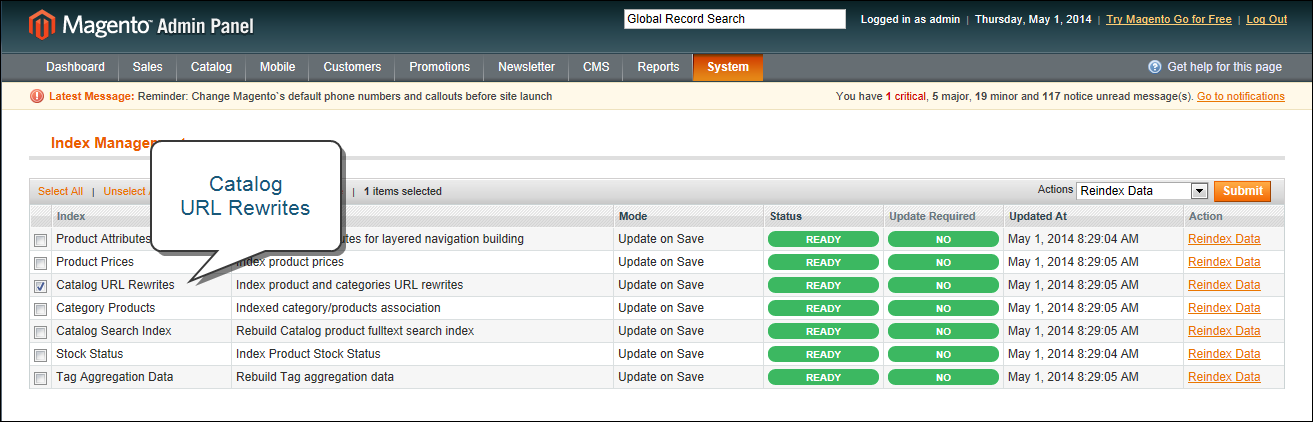 Magento™ Admin Panel
Global Record Search
Logged in as admin | Thursday, May 1, 2014 | Try Magento Go for Free | Log Out
Dashboard Sales Catalog Mobile Customers Promotions Newsletter CMS Reports System
Get help for this page
Latest Message: Reminder: Change Magento`s default phone numbers and callouts before site launch
You have 1 critical, 5 major, 19 minor and 117 notice unread message(s). Go to notifications
Index Manage
Catalog
URL Rewrites
Select All | Unselect | 1 items selected
Actions Reindex Data Submit
Index Mode Status Update Required Updated At Action
Product Attributes utes for layered navigation building Update on Save READY NO May 1, 2014 8:29:04 AM Reindex Data
Product Prices Index product prices Update on Save READY NO May 1, 2014 8:29:05 AM Reindex Data
Catalog URL Rewrites Index product and categories URL rewrites Update on Save READY NO May 1, 2014 8:29:05 AM Reindex Data
Category Products Indexed category/products association Update on Save READY NO May 1, 2014 8:29:05 AM Reindex Data
Catalog Search Index Rebuild Catalog product fulltext search index Update on Save READY NO May 1, 2014 8:29:05 AM Reindex Data
Stock Status Index Product Stock Status Update on Save READY NO May 1, 2014 8:29:04 AM Reindex Data
Tag Aggregation Data Rebuild Tag aggregation data Update on Save READY NO May 1, 2014 8:29:05 AM Reindex Data